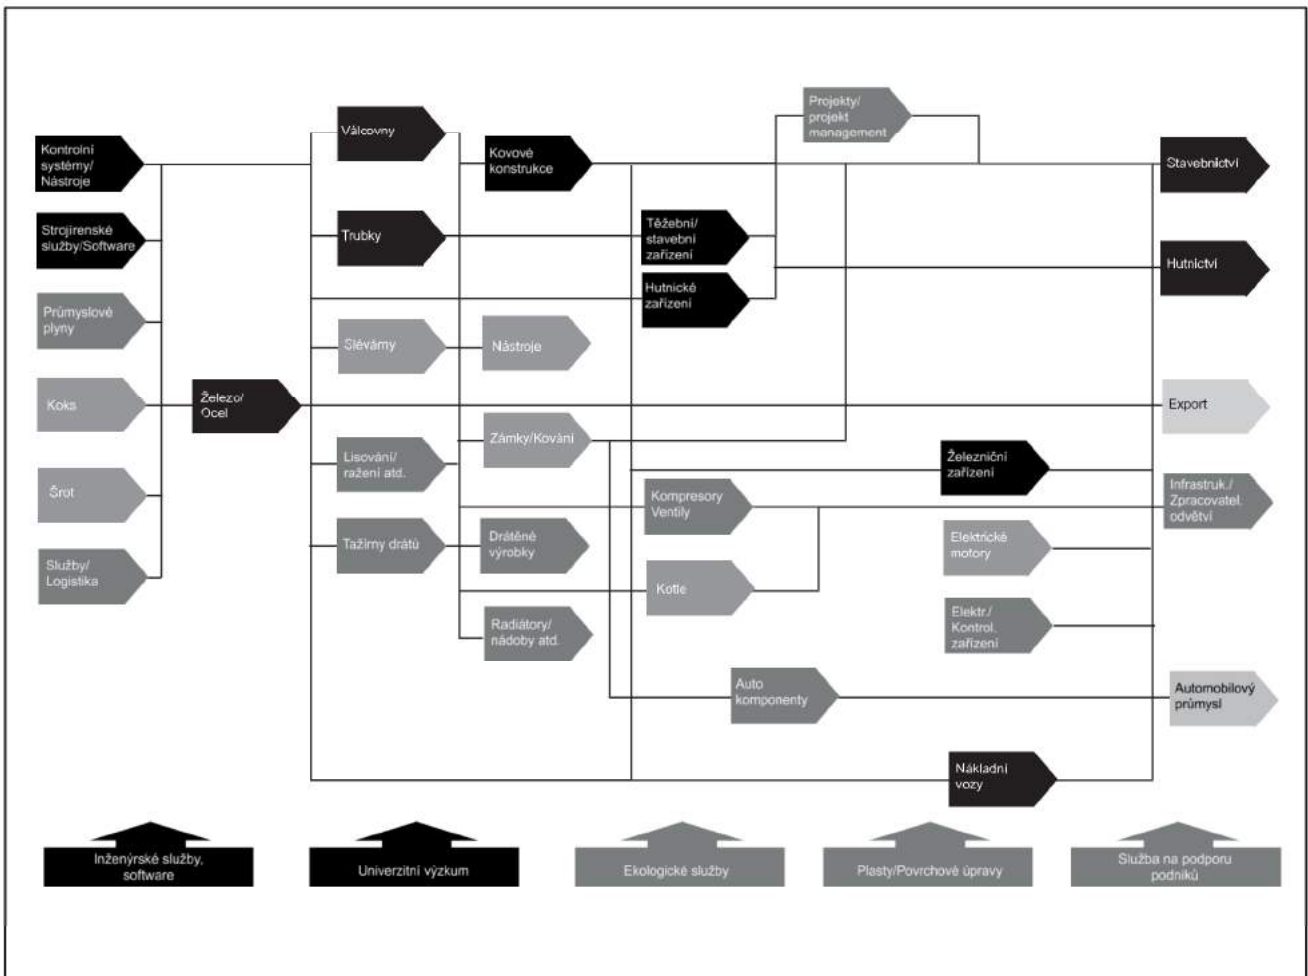 Kontrolní
systémy/
Nástroje
Strojírenské
služby/Software
Průmyslové
plyny
Koks
Šrot
Služby/
Logistika
Železo/
Ocel
Válcovny
Trubky
Slévárny
Lisování/
ražení atd.
Tažírny drátů
Kovové
konstrukce
Nástroje
Zámky/Kování
Drátěné
výrobky
Radiátory/
nádoby atd.
Těžební/
stavební
zařízení
Hutnické
zařízení
Kompresory
Ventily
Kotle
Auto
komponenty
Projekty/
projekt
management
Železniční
zařízení
Elektrické
motory
Elektr./
Kontrol.
zařízení
Nákladní
vozy
Stavebnictví
Hutnictví
Export
Infrastruk./
Zpracovatel.
odvětví
Automobilový
průmysl
Inženýrské služby,
software
Univerzitní výzkum
Ekologické služby
Plasty/Povrchové úpravy
Služba na podporu
podniků